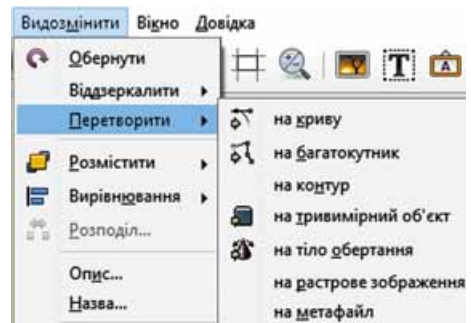 Видозмінити Вікно Довідка
Обернути
Віддзеркалити
Перетворити
Розмістити
Вирівнювання
Розподіл...
Опис...
Назва...
на криву
на багатокутник
на контур
на тривимірний об'єкт
на тіло обертання
на растрове зображення
на метафайл
T
A